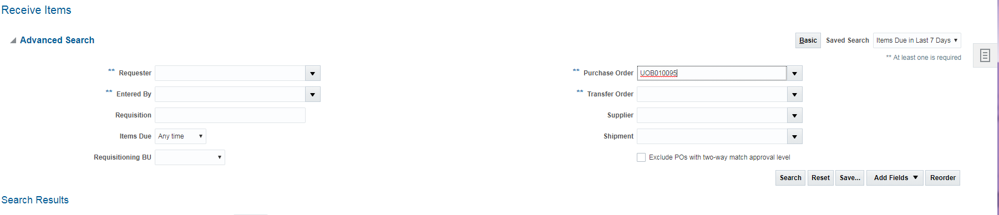 Receive Items
Advanced Search
Basic Saved Search Items Due in Last 7 Days
** At least one is required
** Requester
** Purchase Order UOB010095
** Entered By
** Transfer Order
Requisition
Supplier
Items Due Any time
Shipment
Requisitioning BU
Exclude POs with two-way match approval level
Search Reset Save... Add Fields Reorder
Search Results